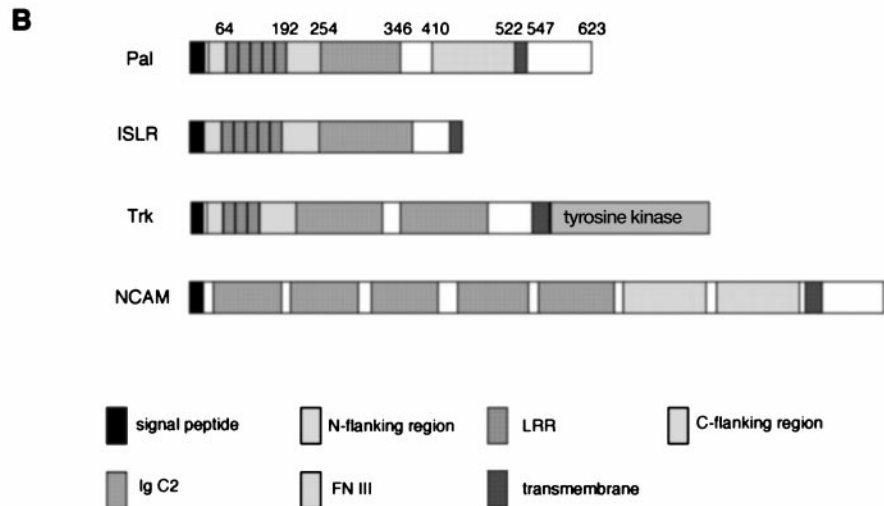 B
64 192 254 346 410 522 547 623
Pal
ISLR
Trk
tyrosine kinase
NCAM
signal peptide
N-flanking region
LRR
C-flanking region
Ig C2
FN III
transmembrane